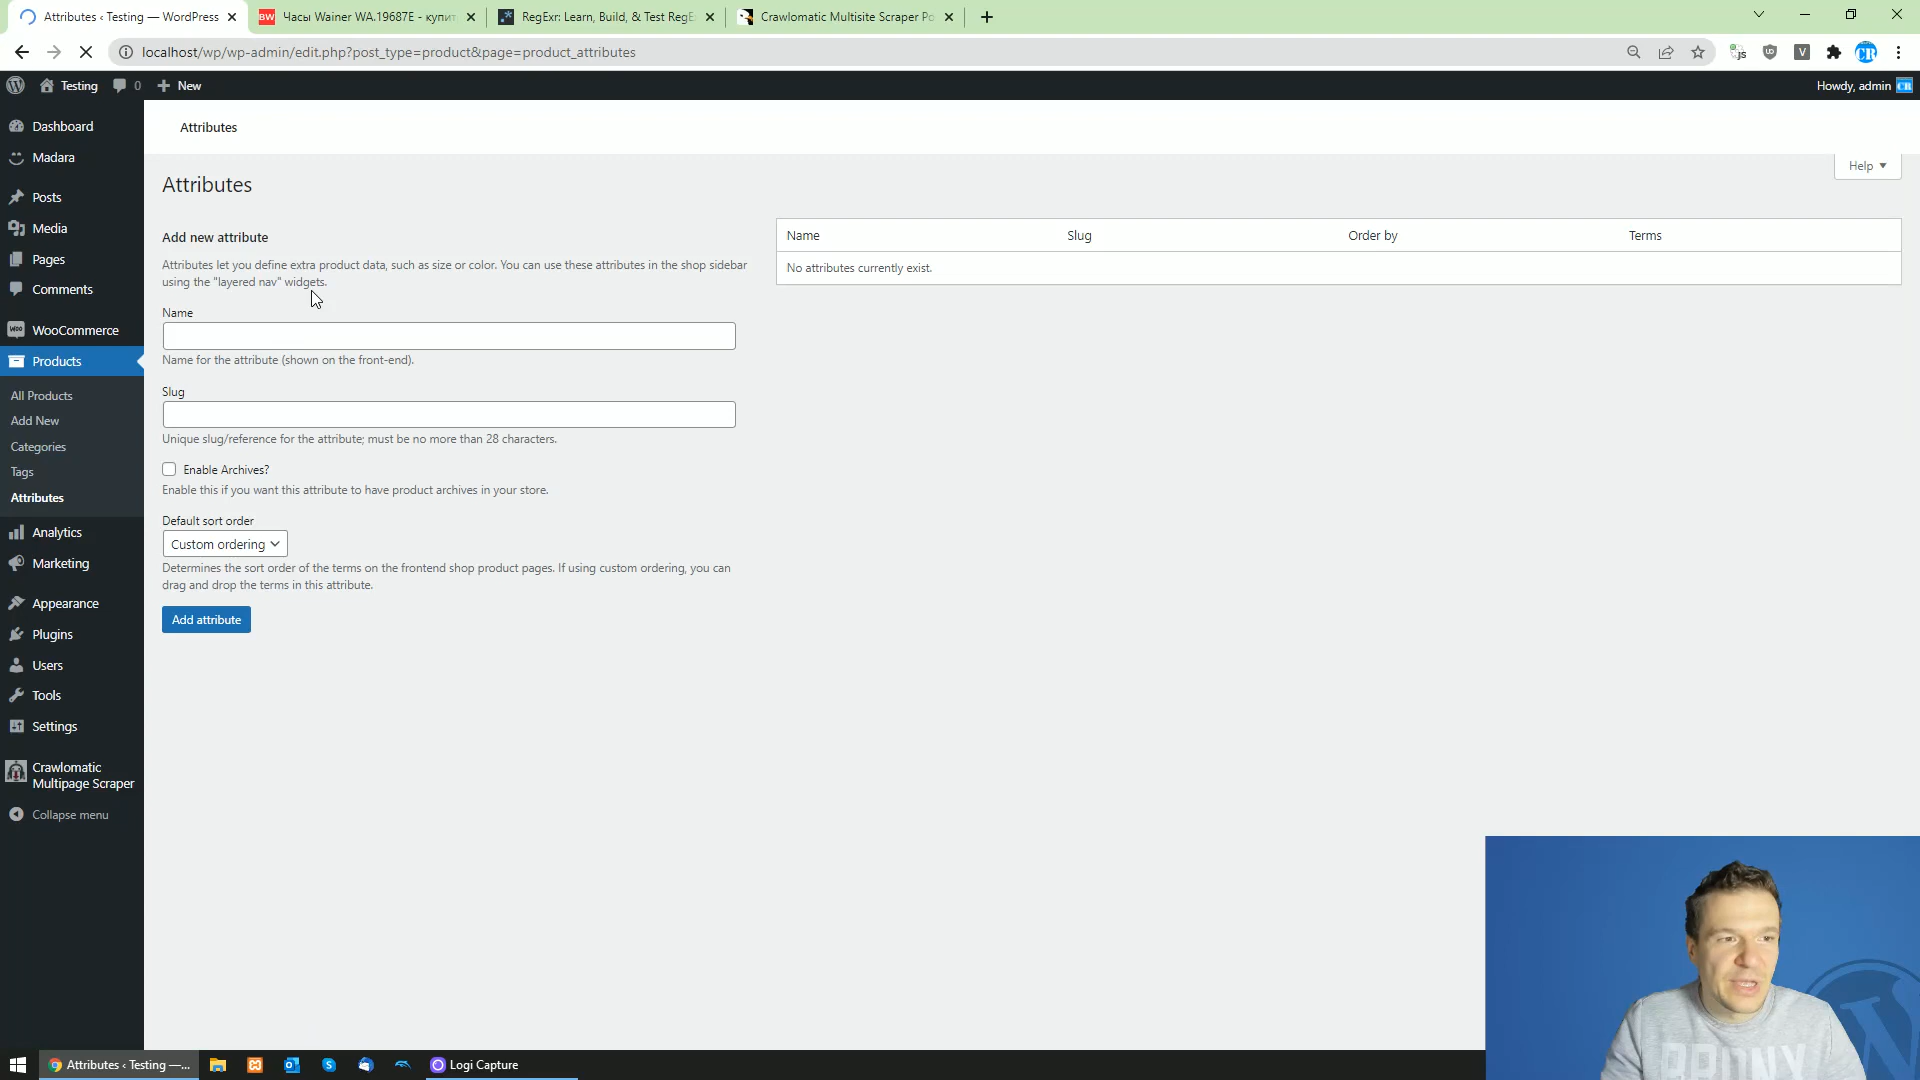 Attributes ‹ Testing — WordPress
BW Часы Wainer WA.19687E - купит
RegExr: Learn, Build, & Test RegE
Crawlomatic Multisite Scraper Po
localhost/wp/wp-admin/edit.php?post_type=product&page=product_attributes
Testing 0 New
Howdy, admin CR
Dashboard
Madara
Posts
Media
Pages
Comments
WooCommerce
Products
All Products
Add New
Categories
Tags
Attributes
Analytics
Marketing
Appearance
Plugins
Users
Tools
Settings
Crawlomatic
Multipage Scraper
Collapse menu
Attributes
Help
Attributes
Add new attribute
Attributes let you define extra product data, such as size or color. You can use these attributes in the shop sidebar
using the "layered nav" widgets.
Name
Name for the attribute (shown on the front-end).
Slug
Unique slug/reference for the attribute; must be no more than 28 characters.
Enable Archives?
Enable this if you want this attribute to have product archives in your store.
Default sort order
Custom ordering
Determines the sort order of the terms on the frontend shop product pages. If using custom ordering, you can
drag and drop the terms in this attribute.
Add attribute
Name Slug Order by Terms
No attributes currently exist.
BRONX
Attributes ‹ Testing —...
Logi Capture